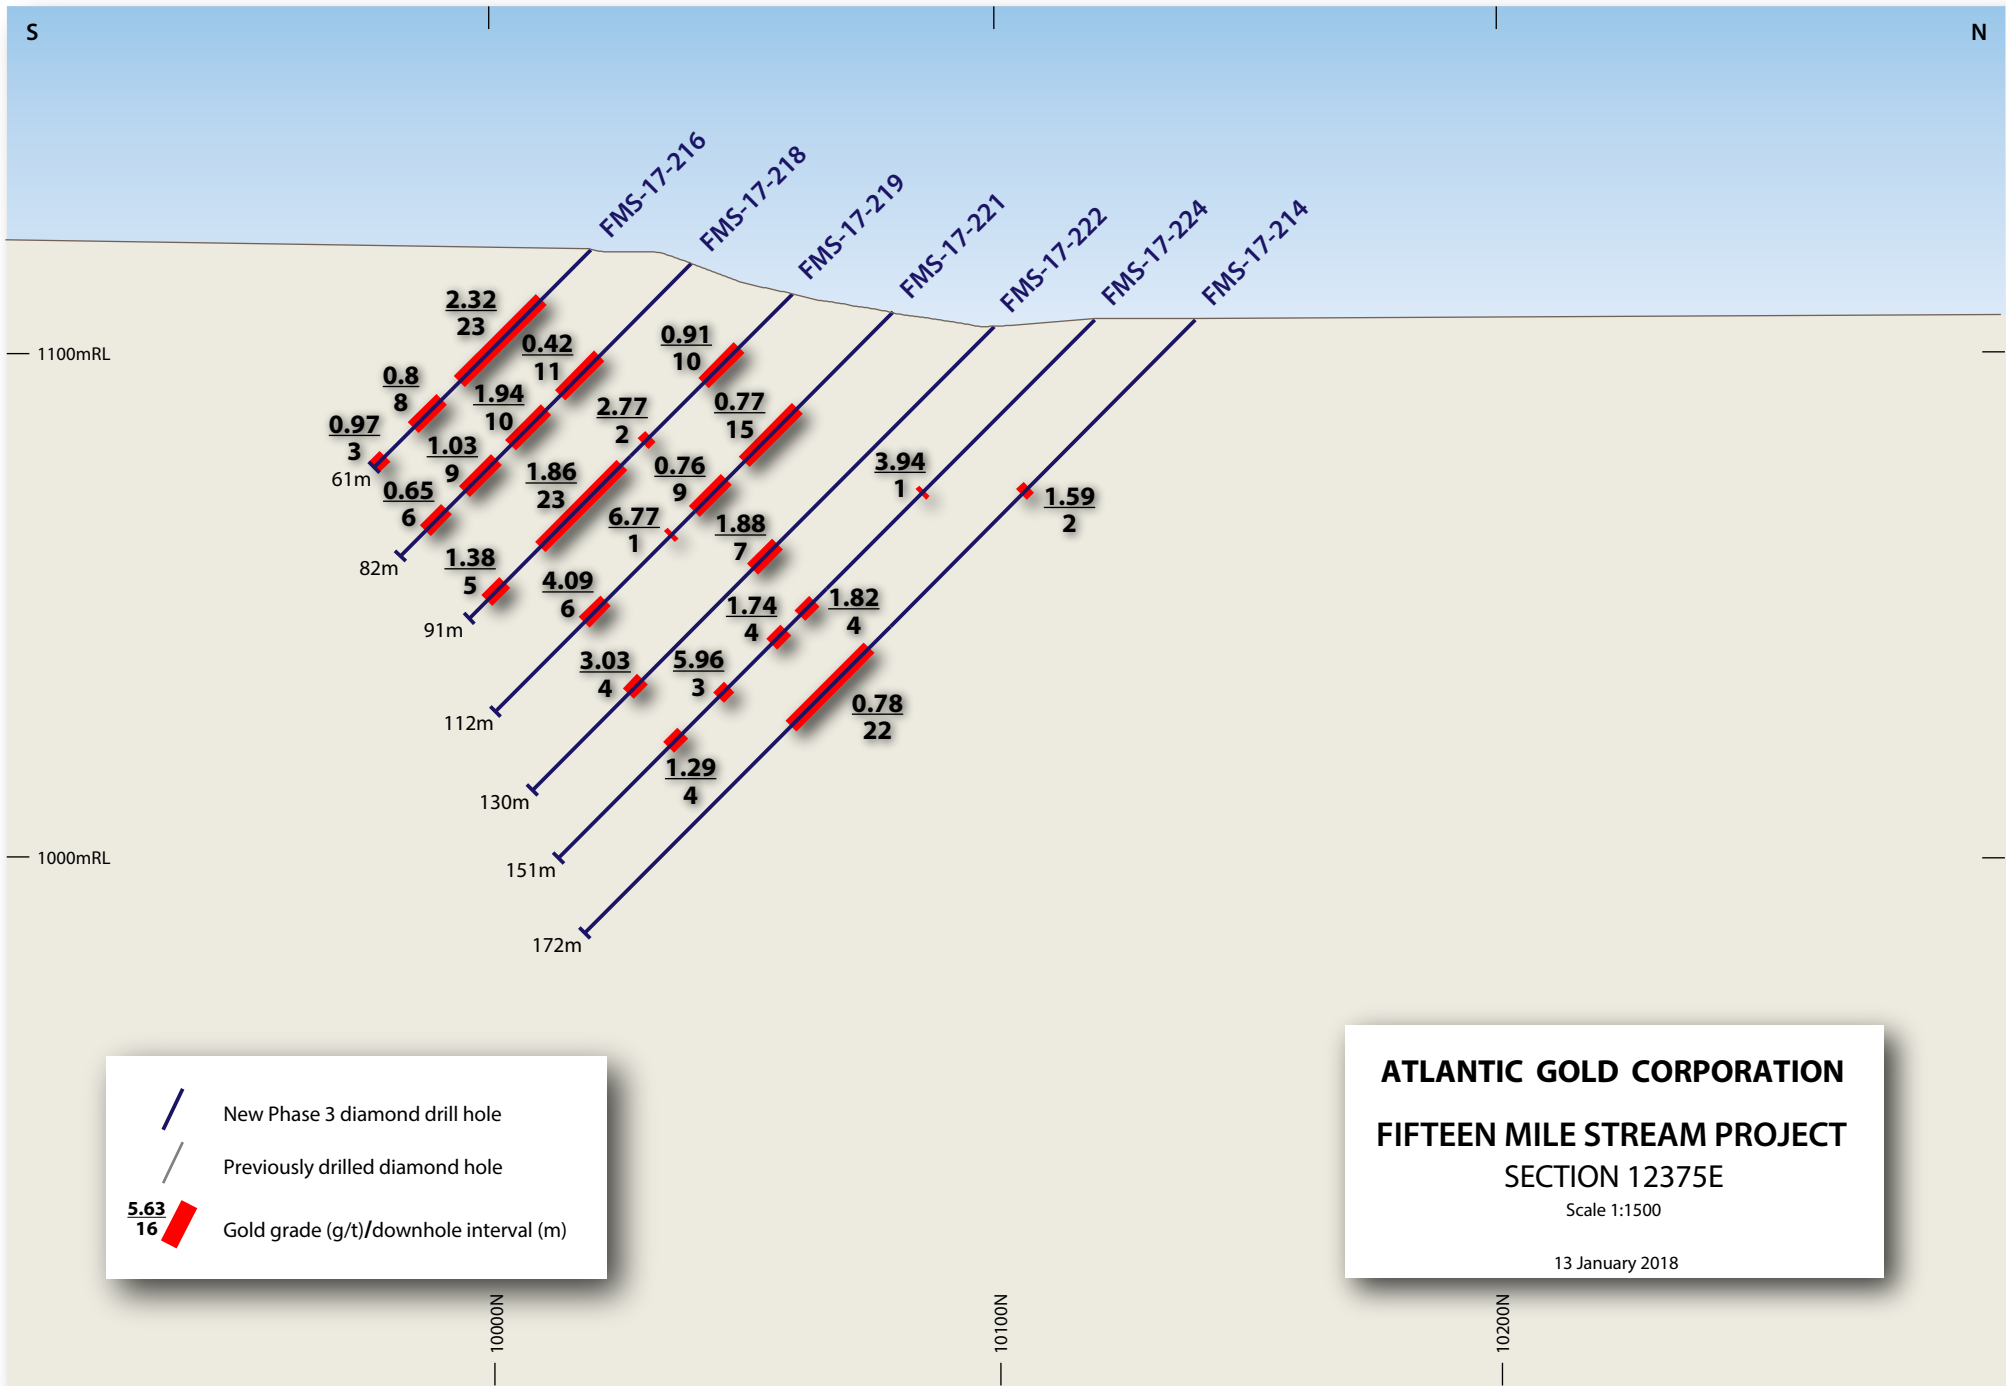 S
N
FMS-17-216
FMS-17-218
FMS-17-219
FMS-17-221
FMS-17-222
FMS-17-224
FMS-17-214
1100mRL
1000mRL
2.32
23
0.8
8
0.97
3
61m
0.42
11
1.94
10
1.03
9
0.65
6
82m
0.91
10
2.77
2
1.86
23
1.38
5
91m
0.77
15
0.76
9
6.77
1
4.09
6
112m
1.88
7
3.03
4
130m
3.94
1
1.82
4
1.74
4
5.96
3
1.29
4
151m
1.59
2
0.78
22
172m
New Phase 3 diamond drill hole
Previously drilled diamond hole
5.63
16
Gold grade (g/t)/downhole interval (m)
ATLANTIC GOLD CORPORATION
FIFTEEN MILE STREAM PROJECT
SECTION 12375E
Scale 1:1500
13 January 2018
10000N
10100N
10200N